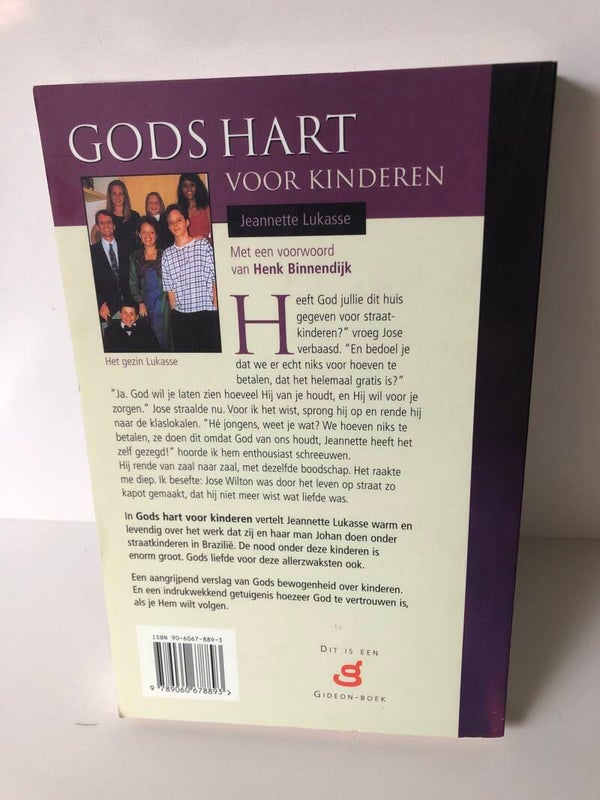 GODS HART
VOOR KINDEREN
Jeannette Lukasse
Met een voorwoord
van Henk Binnendijk
Het gezin Lukasse
Heeft God jullie dit huis
gegeven voor straat-
kinderen?" vroeg Jose
verbaasd. "En bedoel je
dat we er echt niks voor hoeven te
betalen, dat het helemaal gratis is?"
"Ja. God wil je laten zien hoeveel Hij van je houdt, en Hij wil voor je
zorgen." Jose straalde nu. Voor ik het wist, sprong hij op en rende hij
naar de klaslokalen. "Hé jongens, weet je wat? We hoeven niks te
betalen, ze doen dit omdat God van ons houdt, Jeannette heeft het
zelf gezegd!" hoorde ik hem enthousiast schreeuwen.
Hij rende van zaal naar zaal, met dezelfde boodschap. Het raakte
me diep. Ik besefte: Jose Wilton was door het leven op straat zo
kapot gemaakt, dat hij niet meer wist wat liefde was.
In Gods hart voor kinderen vertelt Jeannette Lukasse warm en
levendig over het werk dat zij en haar man Johan doen onder
straatkinderen in Brazilië. De nood onder deze kinderen is
enorm groot. Gods liefde voor deze allerzwaksten ook.
Een aangrijpend verslag van Gods bewogenheid over kinderen.
En een indrukwekkend getuigenis hoezeer God te vertrouwen is,
als je Hem wilt volgen.
ISBN 90-6067-889-3
9 789060 678893 >
DIT IS EEN
g
GIDEON-BOEK